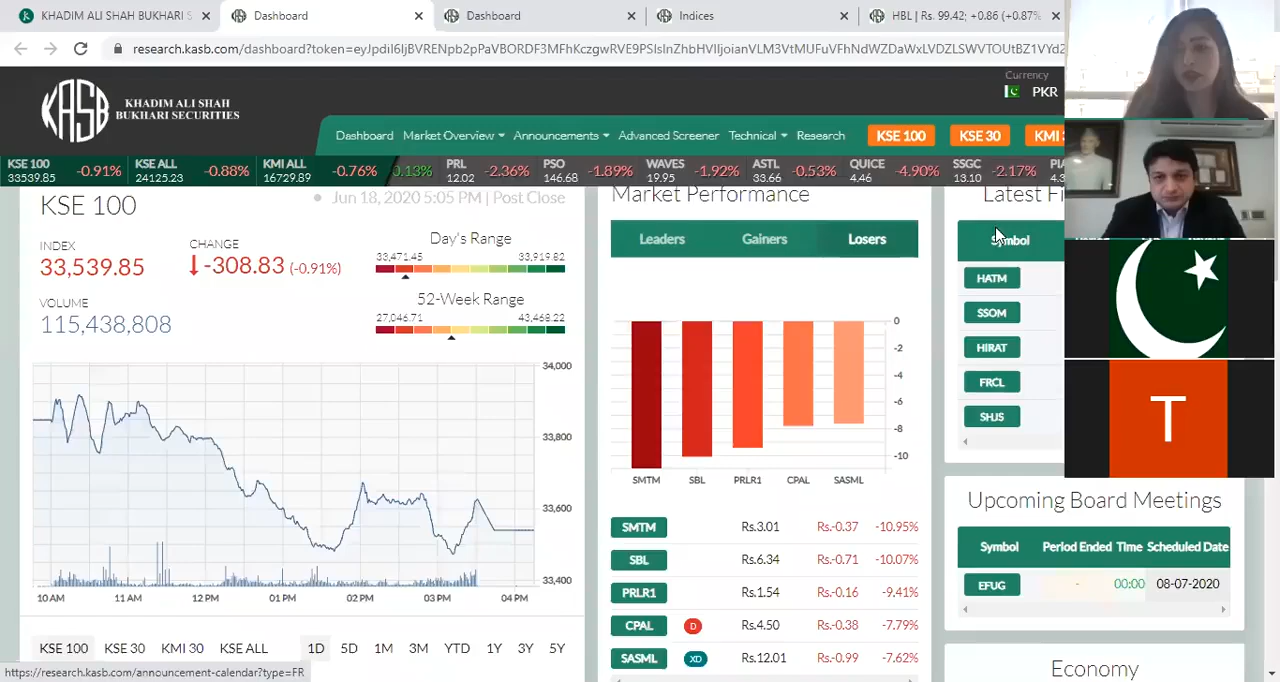 KHADIM ALI SHAH BUKHARI S
Dashboard
Dashboard
Indices
HBL | Rs. 99.42; +0.86 (+0.87%
research.kasb.com/dashboard?token=
Currency
PKR
KASB
KHADIM ALI SHAH
BUKHARI SECURITIES
Dashboard Market Overview Announcements Advanced Screener Technical Research KSE 100 KSE 30 KMI
KSE 100 33539.85 -0.91%
KSE ALL 24125.23 -0.88%
KMI ALL 16729.89 -0.76%
0.13%
PRL 12.02 -2.36%
PSO 146.68 -1.89%
WAVES 19.95 -1.92%
ASTL 33.66 -0.53%
QUICE 4.46 -4.90%
SSGC 13.10 -2.17%
KSE 100
Jun 18, 2020 5:05 PM | Post Close
INDEX
33,539.85
CHANGE
-308.83 (-0.91%)
Day's Range
33,471.45 33,919.82
52-Week Range
27,046.71 43,468.22
VOLUME
115,438,808
34,000
33,800
33,600
33,400
10 AM 11 AM 12 PM 01 PM 02 PM 03 PM 04 PM
KSE 100 KSE 30 KMI 30 KSE ALL 1D 5D 1M 3M YTD 1Y 3Y 5Y
https://research.kasb.com/announcement-calendar?type=FR
Market Performance
Leaders Gainers Losers
0
-2
-4
-6
-8
-10
SMTM SBL PRLR1 CPAL SASML
SMTM Rs.3.01 Rs.-0.37 -10.95%
SBL Rs.6.34 Rs.-0.71 -10.07%
PRLR1 Rs.1.54 Rs.-0.16 -9.41%
CPAL D Rs.4.50 Rs.-0.38 -7.79%
SASML XD Rs.12.01 Rs.-0.99 -7.62%
Latest Fi
Symbol
HATM
SSOM
HIRAT
FRCL
SHJS
T
Upcoming Board Meetings
Symbol Period Ended Time Scheduled Date
EFUG - 00:00 08-07-2020
Economy